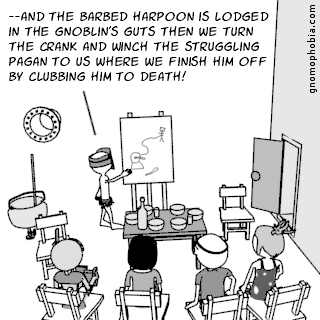 --AND THE BARBED HARPOON IS LODGED
IN THE GNOBLIN'S GUTS THEN WE TURN
THE CRANK AND WINCH THE STRUGGLING
PAGAN TO US WHERE WE FINISH HIM OFF
BY CLUBBING HIM TO DEATH!
gnomophobia.com